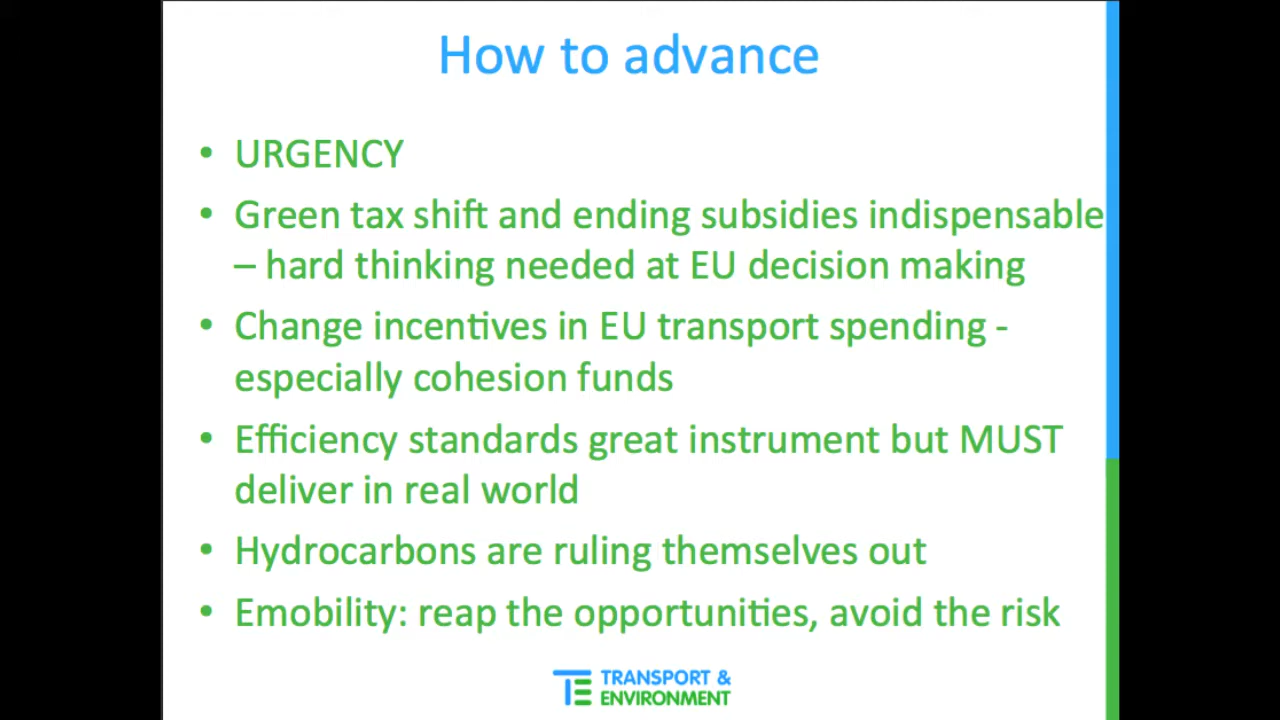 How to advance
• URGENCY
• Green tax shift and ending subsidies indispensable
– hard thinking needed at EU decision making
• Change incentives in EU transport spending -
especially cohesion funds
• Efficiency standards great instrument but MUST
deliver in real world
• Hydrocarbons are ruling themselves out
• Emobility: reap the opportunities, avoid the risk
TE TRANSPORT &
ENVIRONMENT